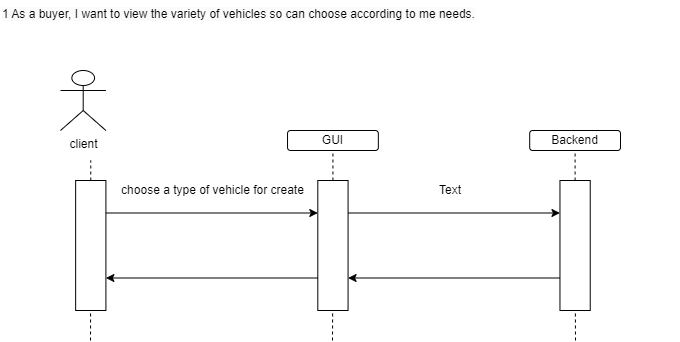 1 As a buyer, I want to view the variety of vehicles so can choose according to me needs.
client
GUI
Backend
choose a type of vehicle for create
Text